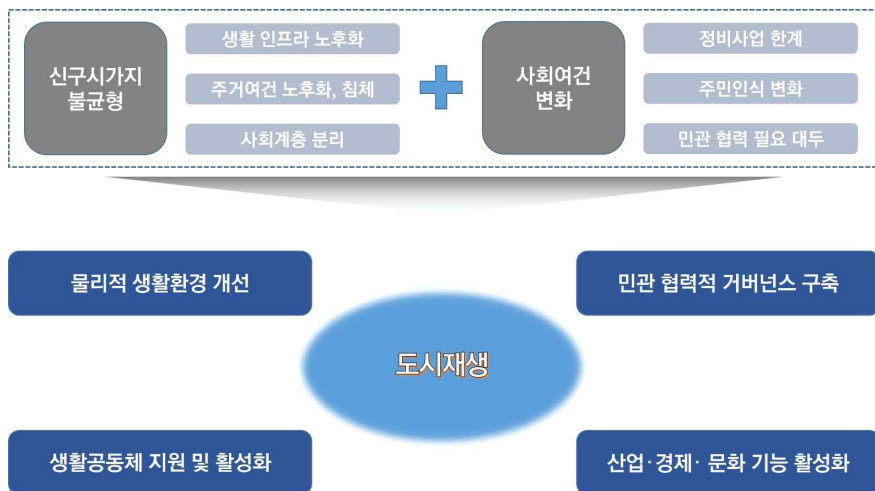 신구시가지
불균형
생활 인프라 노후화
주거여건 노후화, 침체
사회계층 분리
사회여건
변화
정비사업 한계
주민인식 변화
민관 협력 필요 대두
물리적 생활환경 개선
민관 협력적 거버넌스 구축
도시재생
생활공동체 지원 및 활성화
산업·경제· 문화 기능 활성화